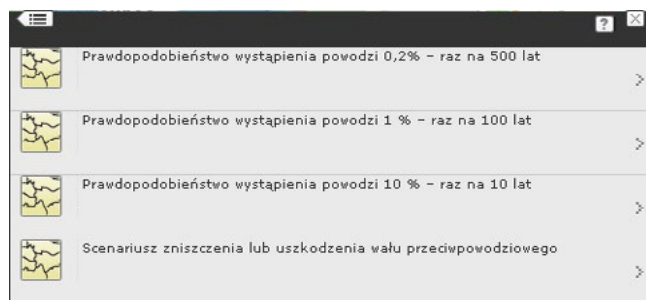 ?
Prawdopodobieństwo wystąpienia powodzi 0,2% – raz na 500 lat
Prawdopodobieństwo wystąpienia powodzi 1 % – raz na 100 lat
Prawdopodobieństwo wystąpienia powodzi 10 % – raz na 10 lat
Scenariusz zniszczenia lub uszkodzenia wału przeciwpowodziowego